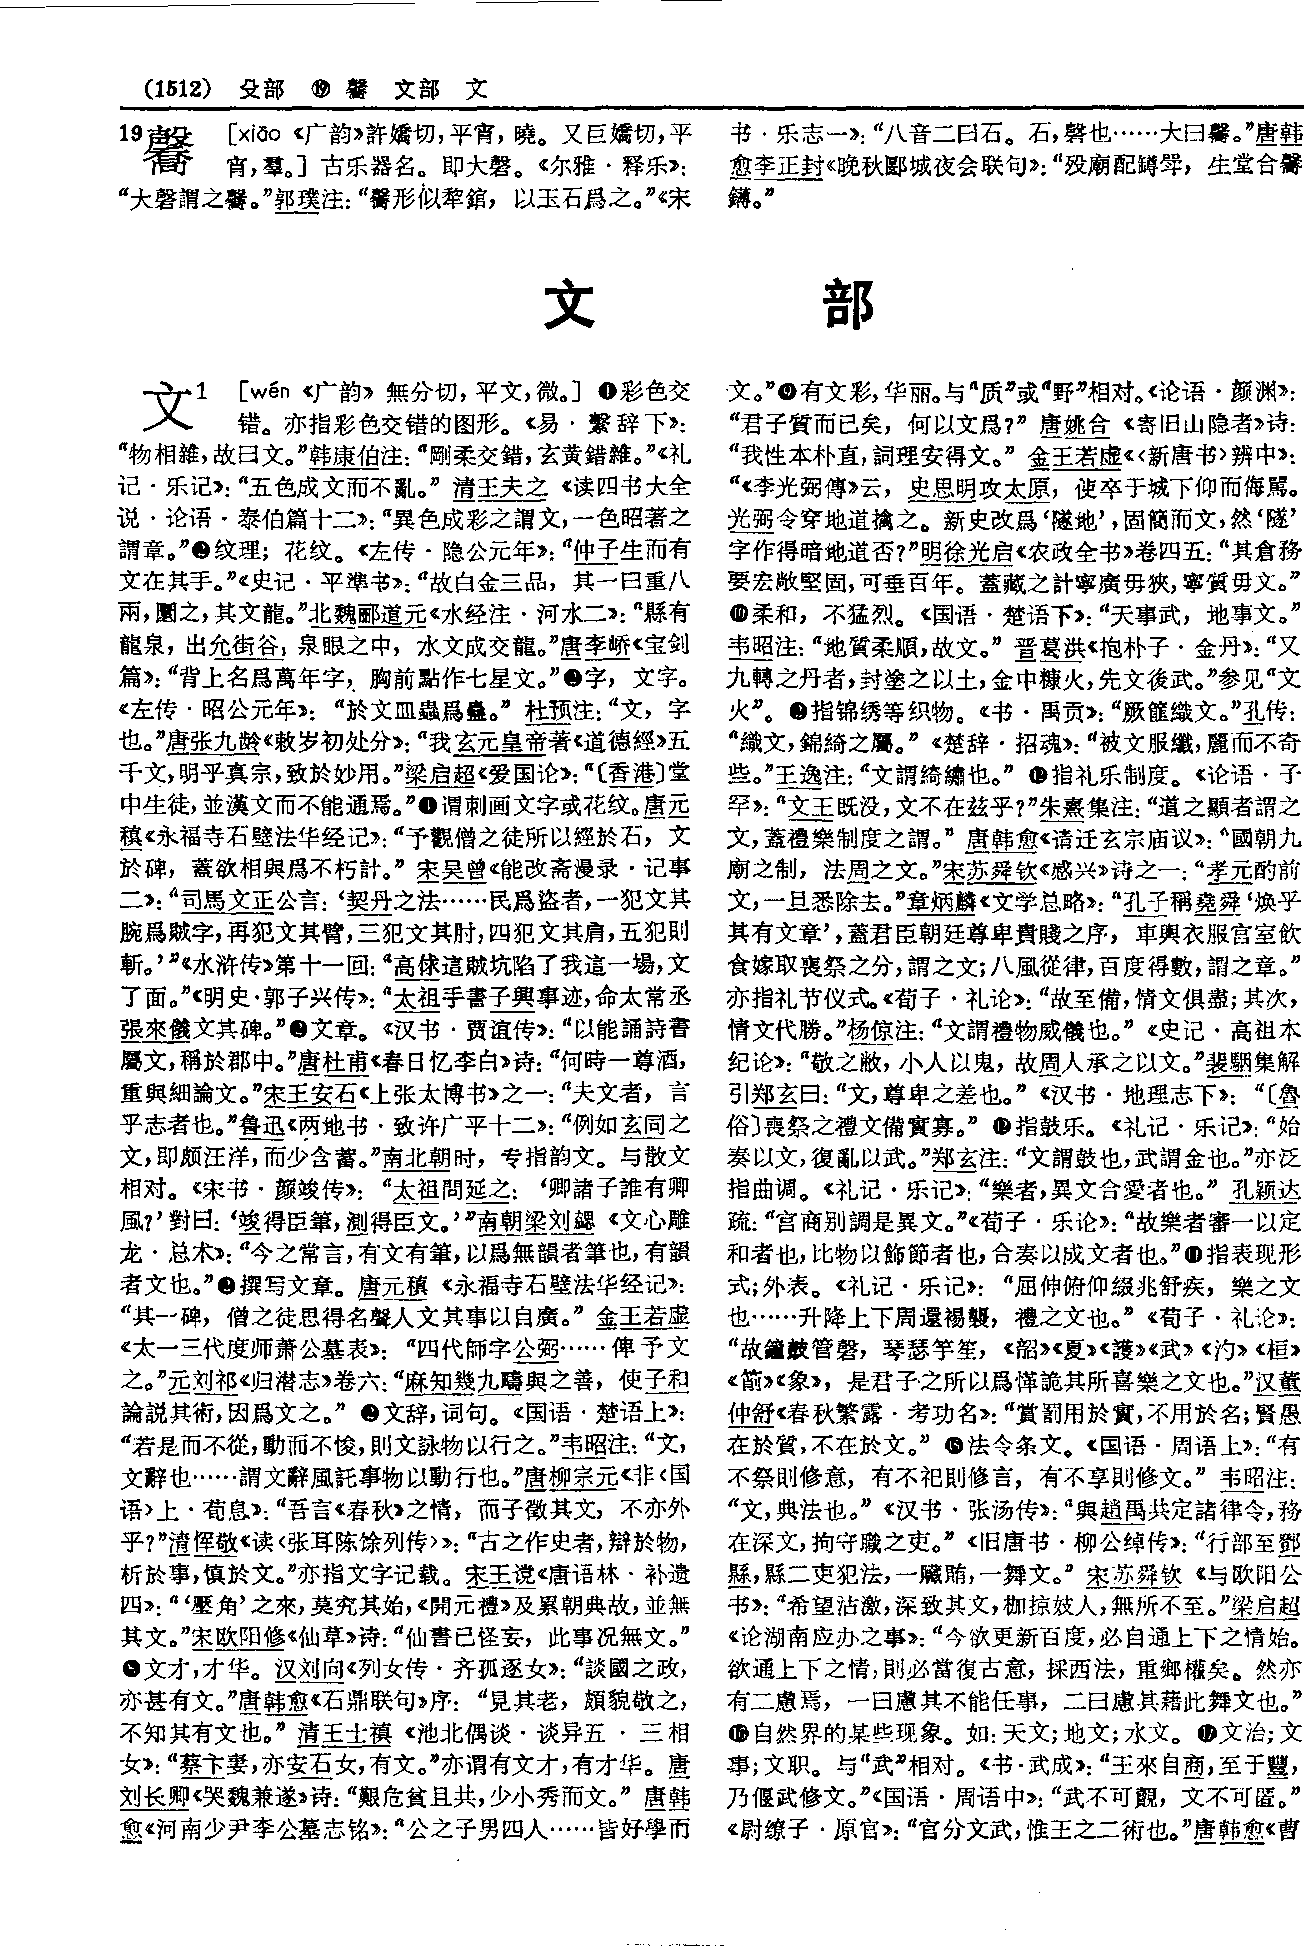 (1512) 殳部 ⑲ 毊 文部 文
19毊 [xiāo《广韵》許嬌切,平宵,曉。又巨嬌切,平
宵,羣。] 古乐器名。即大磬。《尔雅·释乐》:
“大磬謂之毊。”郭璞注:“毊形似犂錧，以玉石爲之。”《宋
书·乐志一》:“八音二曰石。石,磬也……大曰毊。”唐韩
愈李正封《晚秋郾城夜会联句》:“殁廟配罇斝，生堂合毊
鑄。”
文 部
文1 [wén《广韵》無分切,平文,微。] ❶彩色交
错。亦指彩色交错的图形。《易·繫辞下》:
“物相雜,故曰文。”韩康伯注:“剛柔交錯,玄黄錯雜。”《礼
记·乐记》:“五色成文而不亂。” 清王夫之《读四书大全
说·论语·泰伯篇十二》:“異色成彩之謂文,一色昭著之
謂章。”❷纹理；花纹。《左传·隐公元年》:“仲子生而有
文在其手。”《史记·平準书》:“故白金三品，其一曰重八
兩,圜之,其文龍。”北魏郦道元《水经注·河水二》:“縣有
龍泉，出允街谷，泉眼之中，水文成交龍。”唐李峤《宝剑
篇》:“背上名爲萬年字，胸前點作七星文。”❸字，文字。
《左传·昭公元年》:“於文皿蟲爲蠱。” 杜预注:“文，字
也。”唐张九龄《敕岁初处分》:“我玄元皇帝著《道德經》五
千文,明乎真宗,致於妙用。”梁启超《爱国论》:“〔香港〕堂
中生徒,並漢文而不能通焉。”❹谓刺画文字或花纹。唐元
稹《永福寺石壁法华经记》:“予觀僧之徒所以經於石，文
於碑，蓋欲相與爲不朽計。” 宋吴曾《能改斋漫录·记事
二》:“司馬文正公言:‘契丹之法……民爲盜者,一犯文其
腕爲賊字,再犯文其臂,三犯文其肘,四犯文其肩,五犯則
斬。’”《水浒传》第十一回:“高俅這賊坑陷了我這一場,文
了面。”《明史·郭子兴传》:“太祖手書子興事迹,命太常丞
張來儀文其碑。”❺文章。《汉书·贾谊传》:“以能誦詩書
屬文,稱於郡中。”唐杜甫《春日忆李白》诗:“何時一尊酒，
重與細論文。”宋王安石《上张太博书》之一:“夫文者，言
乎志者也。”鲁迅《两地书·致许广平十二》:“例如玄同之
文,即颇汪洋,而少含蓄。”南北朝时，专指韵文。与散文
相对。《宋书·颜竣传》:“太祖問延之:‘卿諸子誰有卿
風?’對曰:‘竣得臣筆,測得臣文。’”南朝梁刘勰《文心雕
龙·总术》:“今之常言,有文有筆,以爲無韻者筆也,有韻
者文也。”❻撰写文章。唐元稹《永福寺石壁法华经记》:
“其一碑，僧之徒思得名聲人文其事以自廣。” 金王若虚
《太一三代度师萧公墓表》:“四代師字公弼……俾予文
之。”元刘祁《归潜志》卷六:“麻知幾九疇與之善，使子和
論説其術,因爲文之。” ❼文辞,词句。《国语·楚语上》:
“若是而不從,動而不悛,則文詠物以行之。”韦昭注:“文,
文辭也……謂文辭風託事物以動行也。”唐柳宗元《非〈国
语〉上·荀息》:“吾言《春秋》之情，而子徵其文，不亦外
乎?”清恽敬《读〈张耳陈馀列传〉》:“古之作史者,辯於物,
析於事,慎於文。”亦指文字记载。宋王谠《唐语林·补遗
四》:“‘壓角’之來,莫究其始,《開元禮》及累朝典故,並無
其文。”宋欧阳修《仙草》诗:“仙書已怪妄，此事况無文。”
❽文才,才华。汉刘向《列女传·齐孤逐女》:“談國之政,
亦甚有文。”唐韩愈《石鼎联句》序:“見其老，頗貌敬之，
不知其有文也。” 清王士禛《池北偶谈·谈异五·三相
女》:“蔡卞妻,亦安石女,有文。”亦谓有文才,有才华。唐
刘长卿《哭魏兼遂》诗:“艱危貧且共,少小秀而文。” 唐韩
愈《河南少尹李公墓志铭》:“公之子男四人……皆好學而
文。”❾有文彩,华丽。与“质”或“野”相对。《论语·颜渊》:
“君子質而已矣，何以文爲?” 唐姚合《寄旧山隐者》诗:
“我性本朴直,詞理安得文。” 金王若虚《〈新唐书〉辨中》:
“《李光弼傳》云，史思明攻太原，使卒于城下仰而侮駡。
光弼令穿地道擒之。新史改爲‘隧地’,固簡而文,然‘隧’
字作得暗地道否?”明徐光启《农政全书》卷四五:“其倉務
要宏敞堅固,可垂百年。蓋藏之計寧廣毋狹,寧質毋文。”
❿柔和，不猛烈。《国语·楚语下》:“天事武，地事文。”
韦昭注:“地質柔順,故文。” 晋葛洪《抱朴子·金丹》:“又
九轉之丹者,封塗之以土,金中糠火,先文後武。”参见“文
火”。⓫指锦绣等织物。《书·禹贡》:“厥篚織文。”孔传:
“織文,錦綺之屬。” 《楚辞·招魂》:“被文服纖,麗而不奇
些。”王逸注:“文謂綺繡也。” ⓬指礼乐制度。《论语·子
罕》:“文王既没,文不在兹乎?”朱熹集注:“道之顯者謂之
文,蓋禮樂制度之謂。” 唐韩愈《请迁玄宗庙议》:“國朝九
廟之制，法周之文。”宋苏舜钦《感兴》诗之一:“孝元酌前
文,一旦悉除去。”章炳麟《文学总略》:“孔子稱堯舜‘焕乎
其有文章’,蓋君臣朝廷尊卑貴賤之序，車輿衣服宫室飲
食嫁取喪祭之分,謂之文;八風從律,百度得數,謂之章。”
亦指礼节仪式。《荀子·礼论》:“故至備,情文俱盡;其次,
情文代勝。”杨倞注:“文謂禮物威儀也。” 《史记·高祖本
纪论》:“敬之敝，小人以鬼，故周人承之以文。”裴駰集解
引郑玄曰:“文,尊卑之差也。” 《汉书·地理志下》:“〔魯
俗〕喪祭之禮文備實寡。” ⓭指鼓乐。《礼记·乐记》:“始
奏以文,復亂以武。”郑玄注:“文謂鼓也,武謂金也。”亦泛
指曲调。《礼记·乐记》:“樂者,異文合愛者也。” 孔颖达
疏:“宫商别調是異文。”《荀子·乐论》:“故樂者審一以定
和者也,比物以飾節者也,合奏以成文者也。”⓮指表现形
式;外表。《礼记·乐记》:“屈伸俯仰綴兆舒疾，樂之文
也……升降上下周還裼襲，禮之文也。” 《荀子·礼论》:
“故鐘鼓管磬，琴瑟竽笙，《韶》《夏》《護》《武》《汋》《桓》
《箾》《象》，是君子之所以爲愅詭其所喜樂之文也。”汉董
仲舒《春秋繁露·考功名》:“賞罰用於實,不用於名;賢愚
在於質,不在於文。” ⓯法令条文。《国语·周语上》:“有
不祭則修意，有不祀則修言，有不享則修文。” 韦昭注:
“文,典法也。” 《汉书·张汤传》:“與趙禹共定諸律令,務
在深文,拘守職之吏。” 《旧唐书·柳公绰传》:“行部至鄧
縣,縣二吏犯法,一贓賄,一舞文。” 宋苏舜钦《与欧阳公
书》:“希望沽激,深致其文,枷掠妓人,無所不至。”梁启超
《论湖南应办之事》:“今欲更新百度,必自通上下之情始。
欲通上下之情,則必當復古意，採西法，重鄉權矣。然亦
有二慮焉，一曰慮其不能任事，二曰慮其藉此舞文也。”
⓰自然界的某些现象。如:天文;地文;水文。⓱文治;文
事;文职。与“武”相对。《书·武成》:“王來自商,至于豐,
乃偃武修文。”《国语·周语中》:“武不可覿，文不可匿。”
《尉缭子·原官》:“官分文武,惟王之二術也。”唐韩愈《曹